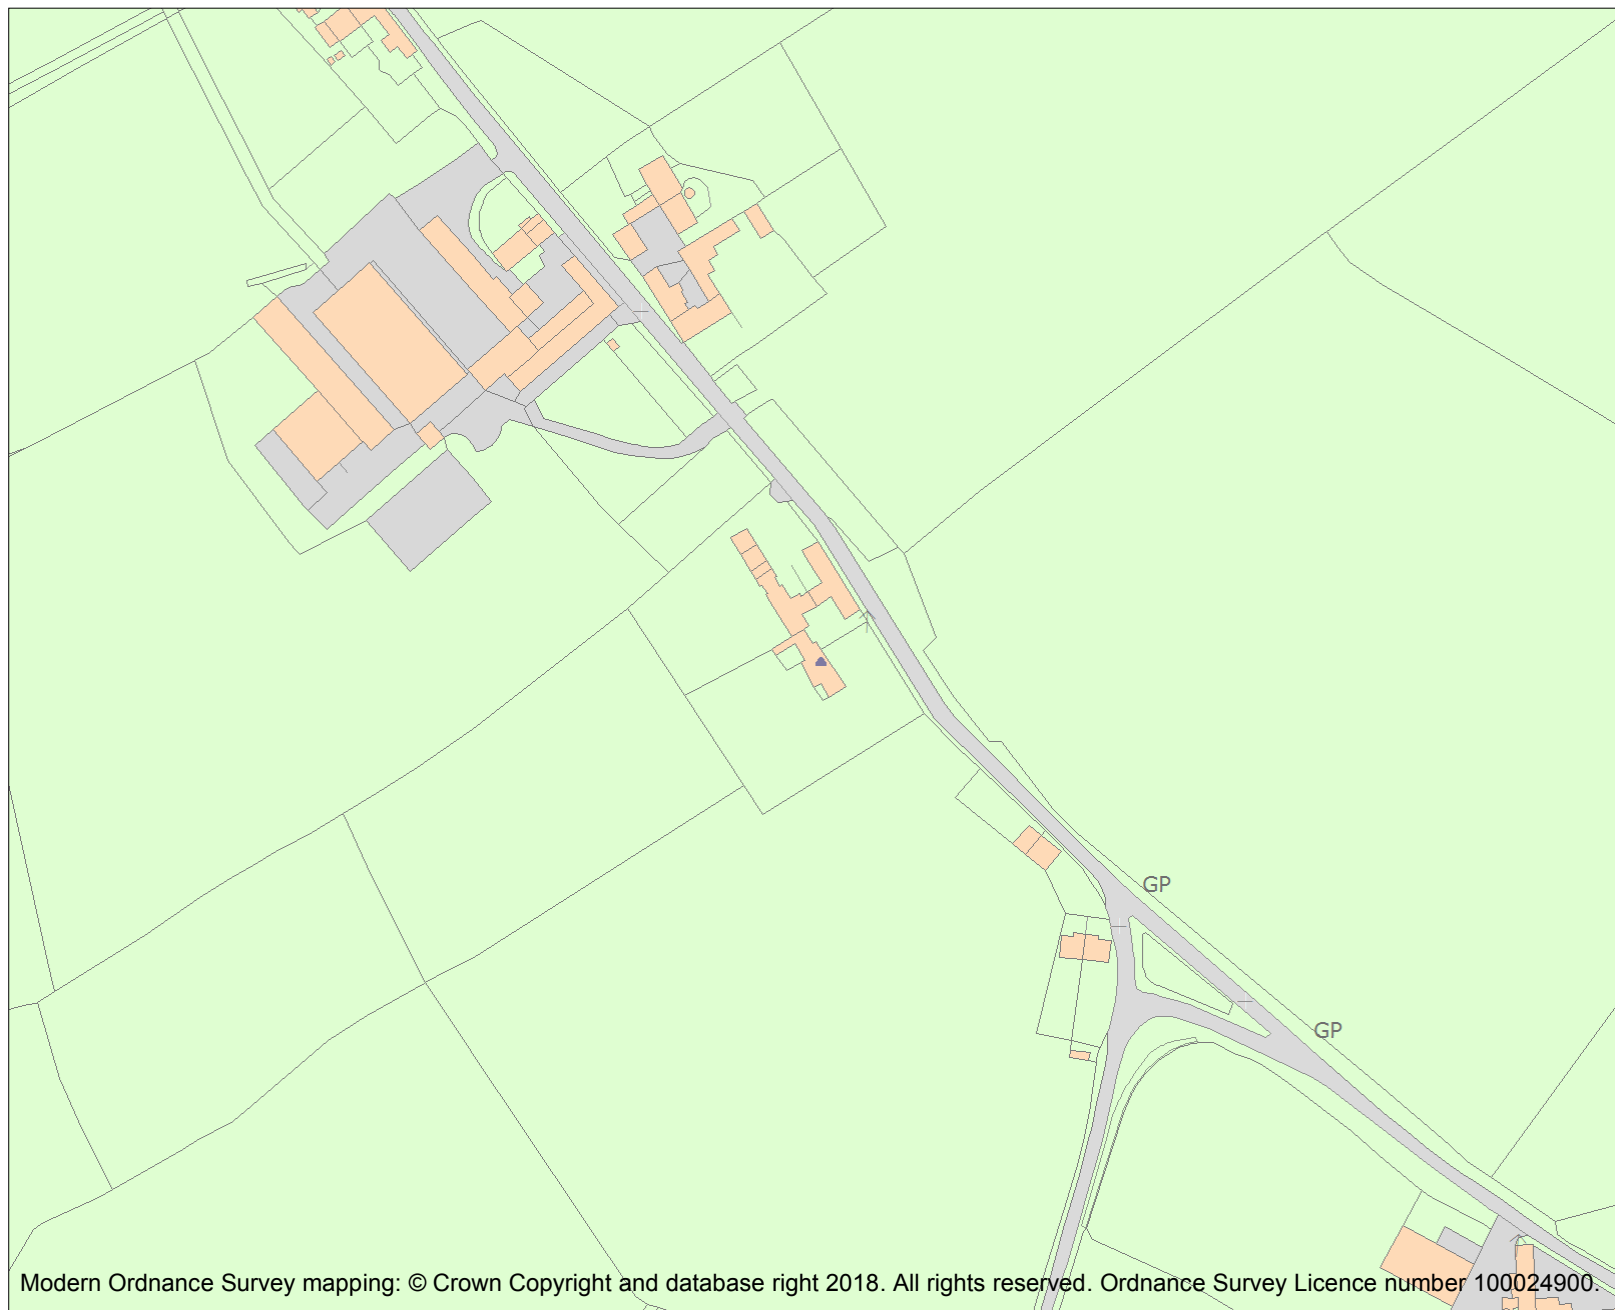 GP
GP
Modern Ordnance Survey mapping: © Crown Copyright and database right 2018. All rights reserved. Ordnance Survey Licence number 100024900.